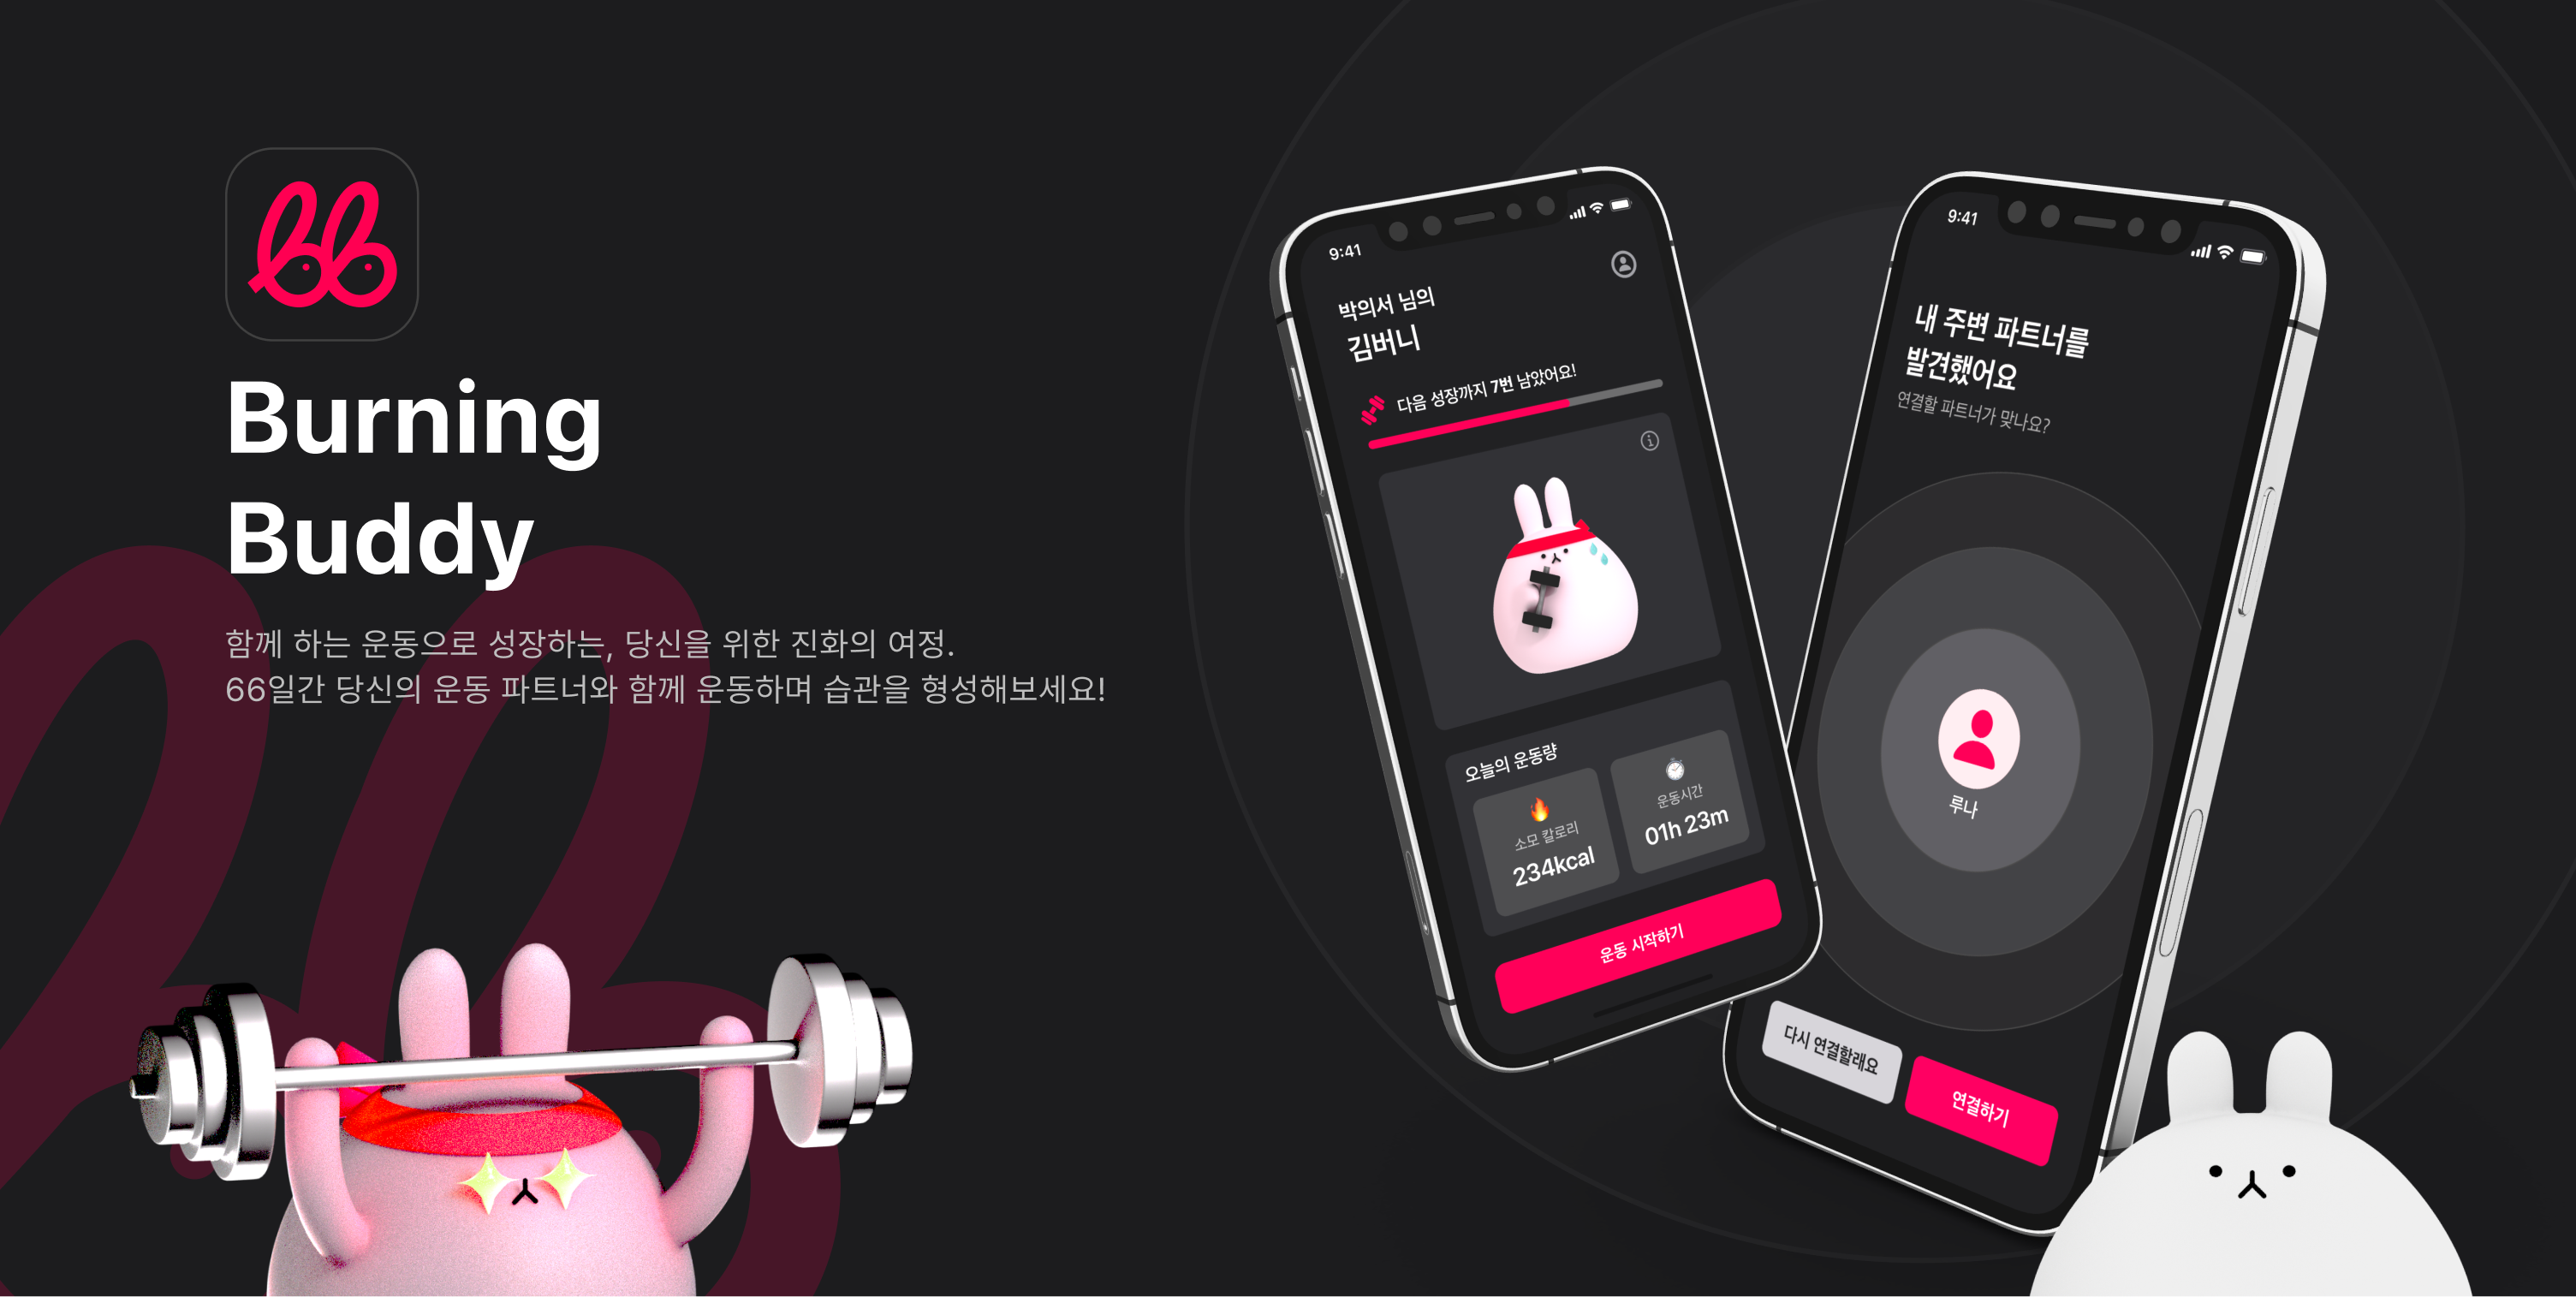 66
Burning
Buddy
함께 하는 운동으로 성장하는, 당신을 위한 진화의 여정.
66일간 당신의 운동 파트너와 함께 운동하며 습관을 형성해보세요!
9:41
박의서 님의
김버니
다음 성장까지 7번 남았어요!
오늘의 운동량
소모 칼로리
234kcal
운동시간
01h 23m
운동 시작하기
9:41
내 주변 파트너를
발견했어요
연결할 파트너가 맞나요?
루나
다시 연결할래요
연결하기